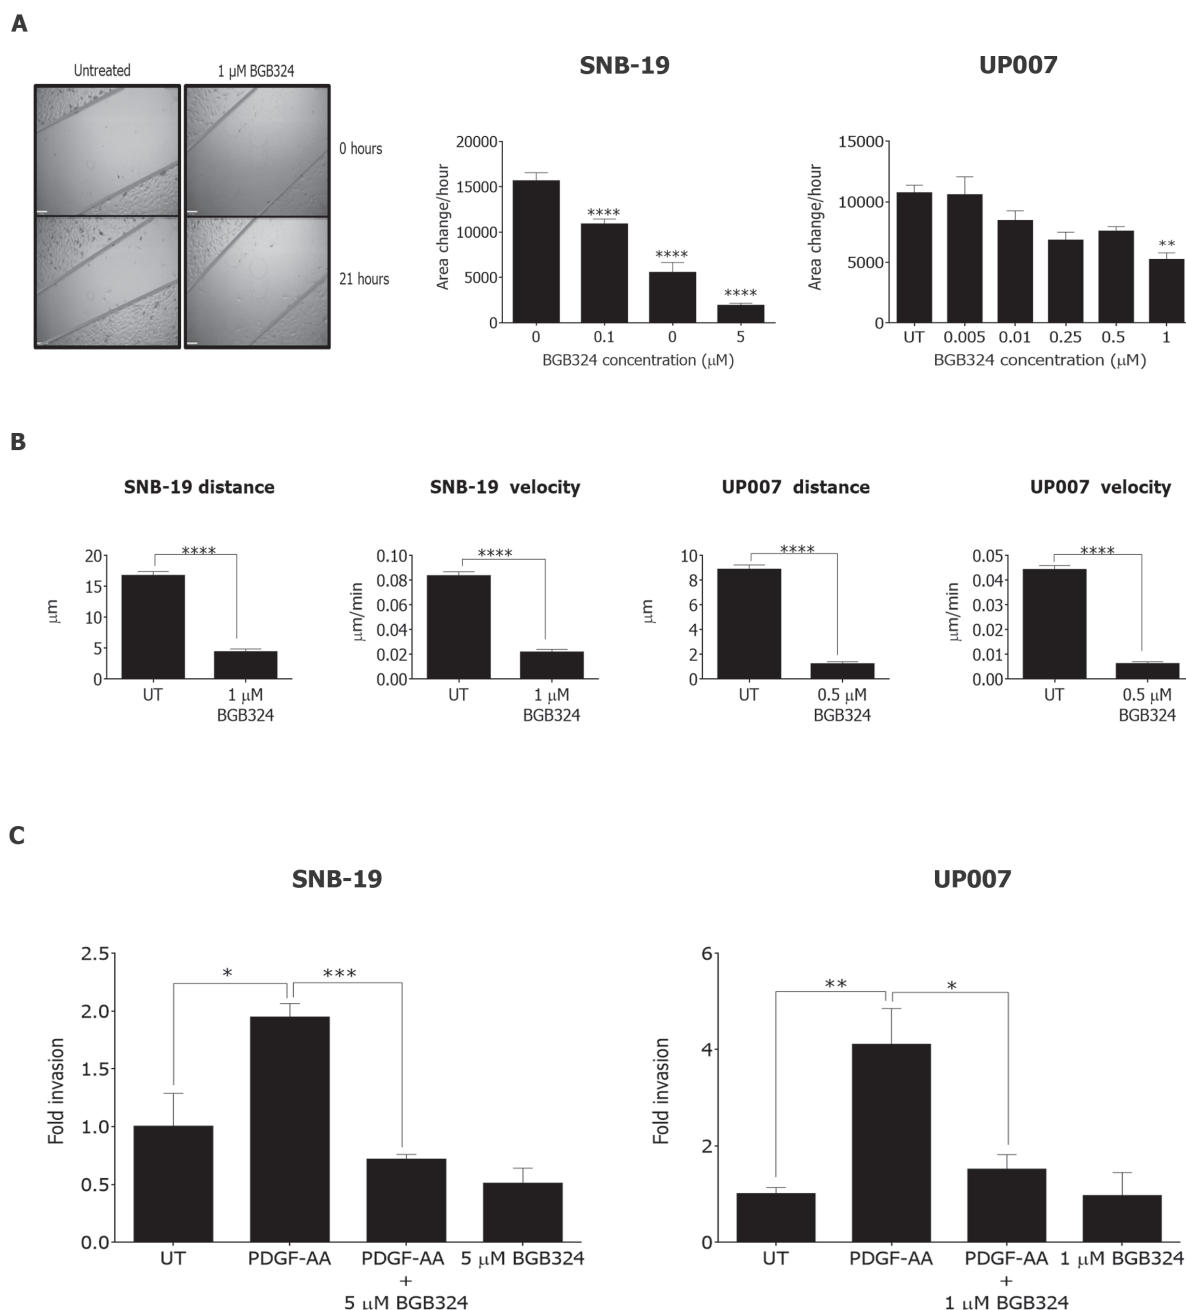 A
Untreated
1 μM BGB324
0 hours
21 hours
SNB-19
20000
15000
10000
5000
0
Area change/hour
****
****
****
0
0.1
0
5
BGB324 concentration (μM)
UP007
15000
10000
5000
0
Area change/hour
**
UT
0.005
0.01
0.25
0.5
1
BGB324 concentration (μM)
B
SNB-19 distance
20
15
10
5
0
μm
****
UT
1 μM
BGB324
SNB-19 velocity
0.10
0.08
0.06
0.04
0.02
0.00
μm/min
****
UT
1 μM
BGB324
UP007 distance
10
8
6
4
2
0
μm
****
UT
0.5 μM
BGB324
UP007 velocity
0.05
0.04
0.03
0.02
0.01
0.00
μm/min
****
UT
0.5 μM
BGB324
C
SNB-19
2.5
2.0
1.5
1.0
0.5
0.0
Fold invasion
*
***
UT
PDGF-AA
PDGF-AA
+
5 μM BGB324
5 μM BGB324
UP007
6
4
2
0
Fold invasion
**
*
UT
PDGF-AA
PDGF-AA
+
1 μM BGB324
1 μM BGB324